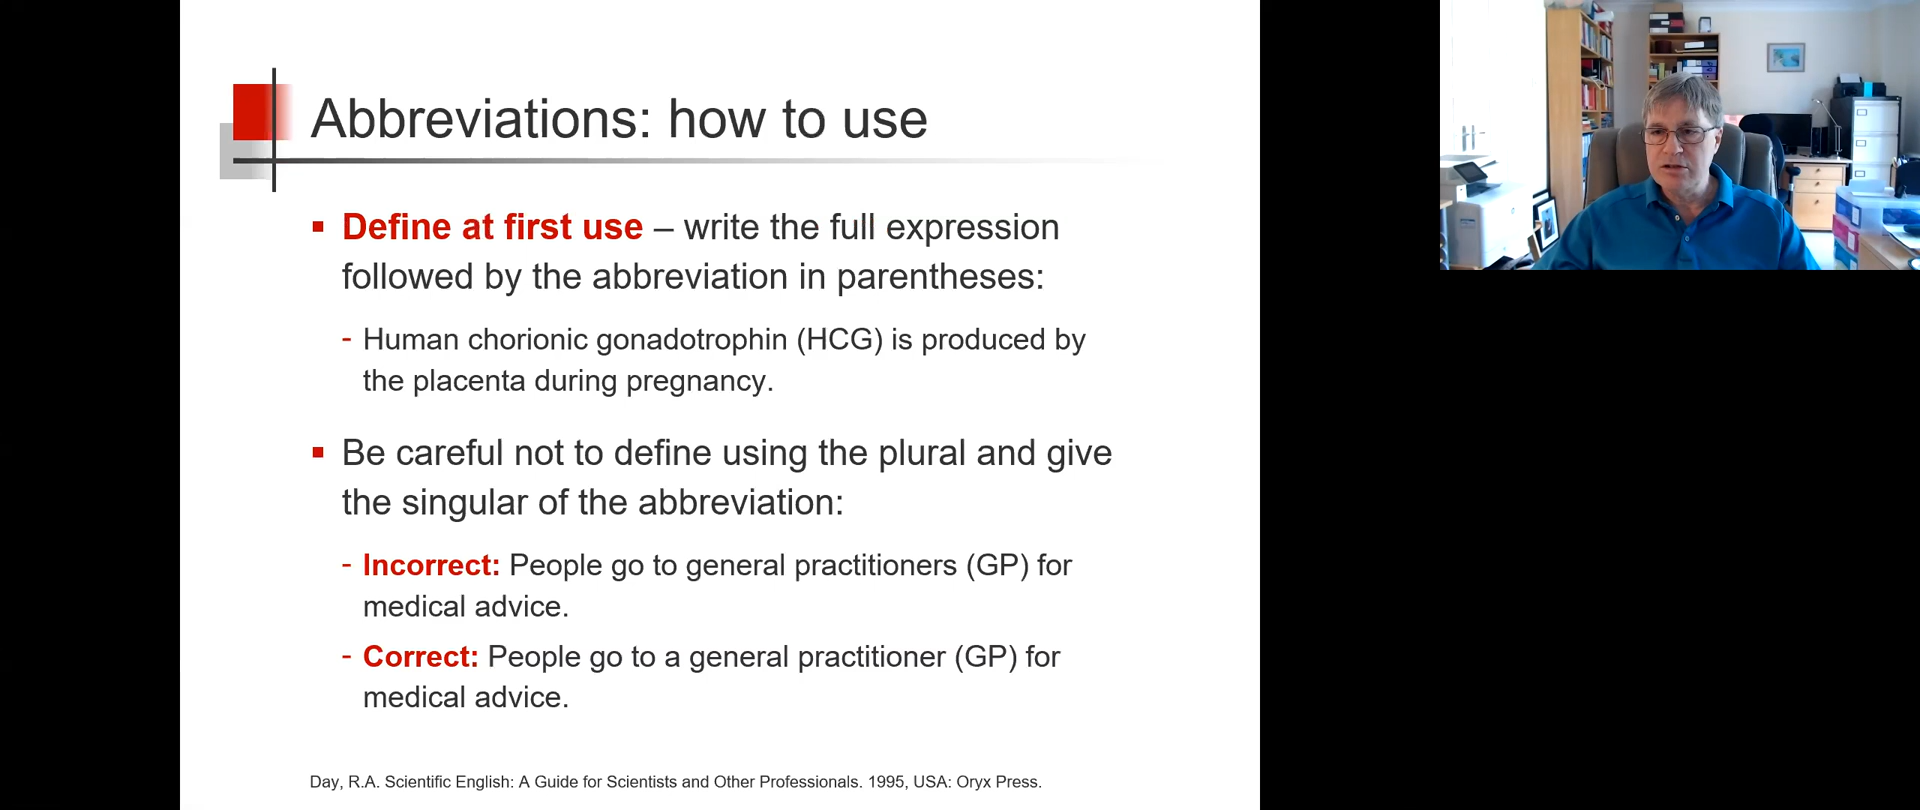 Abbreviations: how to use
▪ Define at first use – write the full expression
followed by the abbreviation in parentheses:
- Human chorionic gonadotrophin (HCG) is produced by
the placenta during pregnancy.
▪ Be careful not to define using the plural and give
the singular of the abbreviation:
- Incorrect: People go to general practitioners (GP) for
medical advice.
- Correct: People go to a general practitioner (GP) for
medical advice.
Day, R.A. Scientific English: A Guide for Scientists and Other Professionals. 1995, USA: Oryx Press.